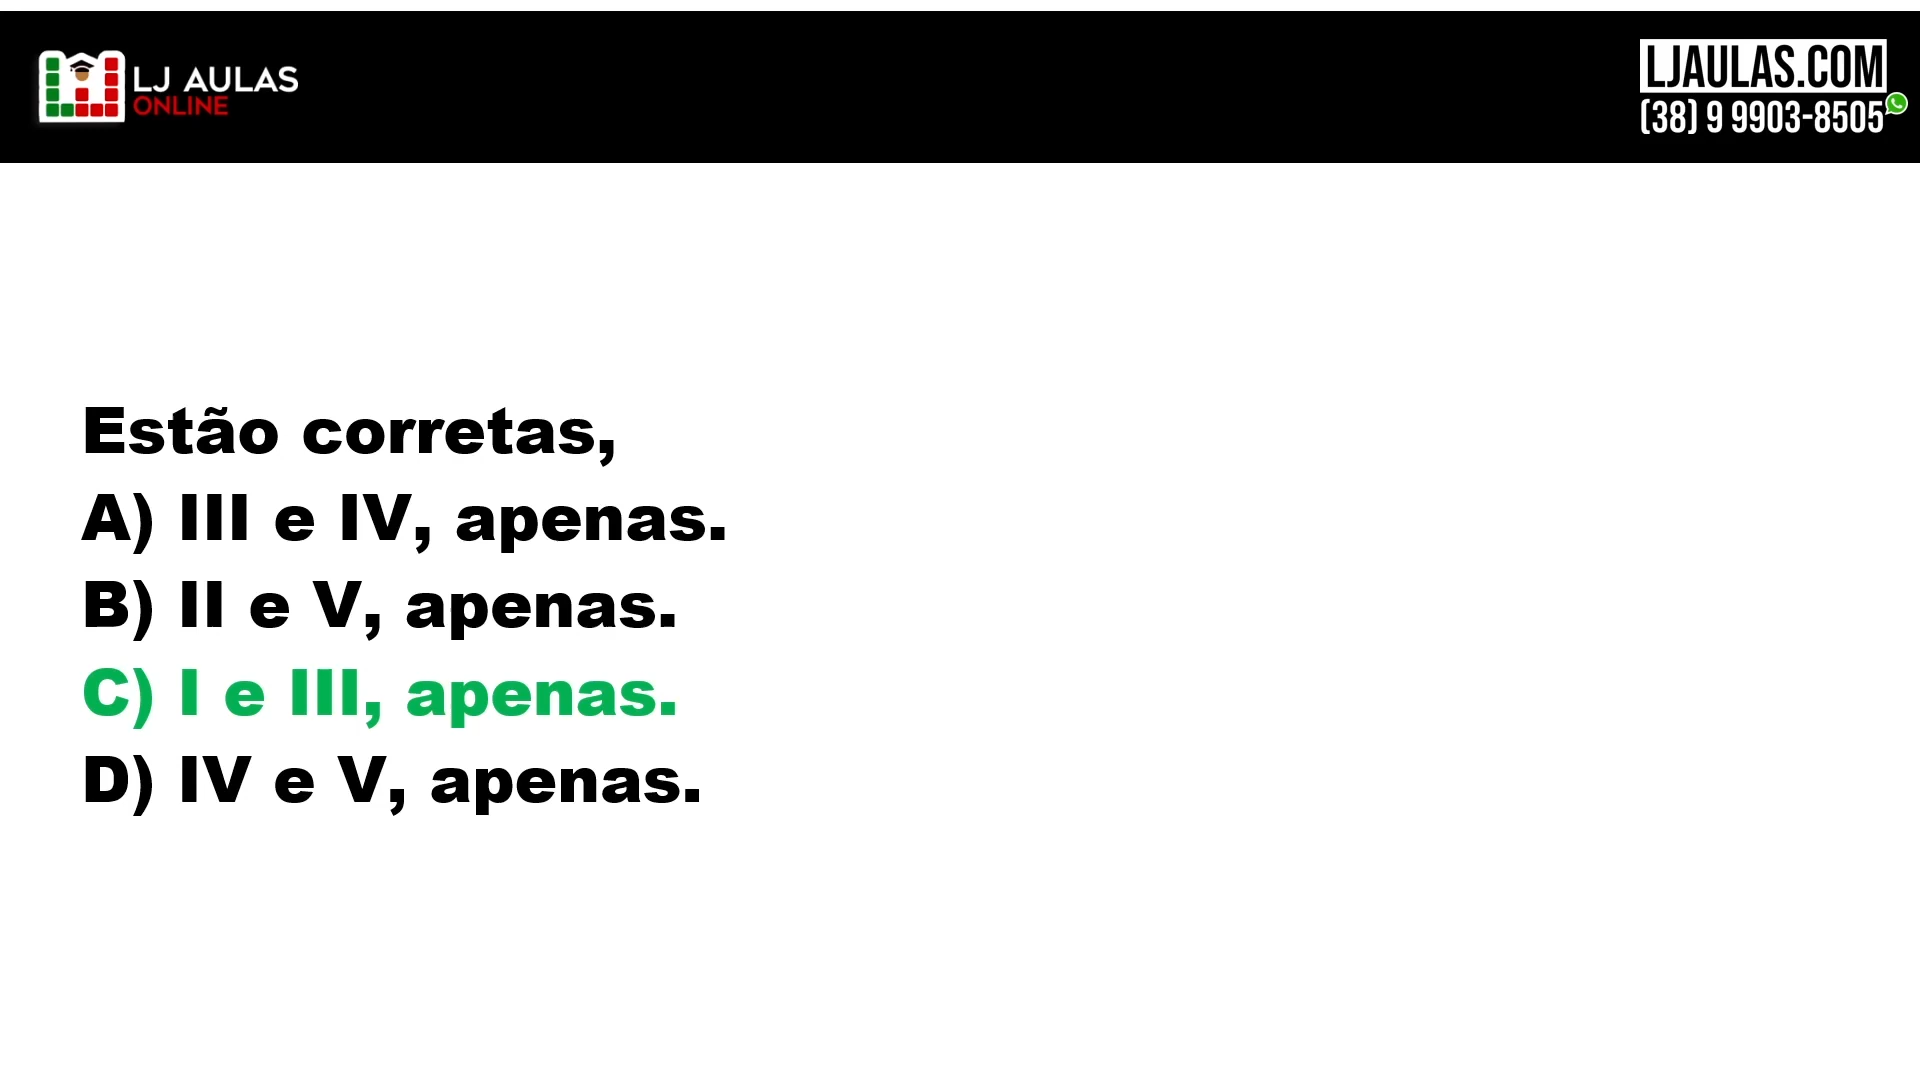 LJ AULAS
ONLINE
LJAULAS.COM
(38) 9 9903-8505
Estão corretas,
A) III e IV, apenas.
B) II e V, apenas.
C) I e III, apenas.
D) IV e V, apenas.